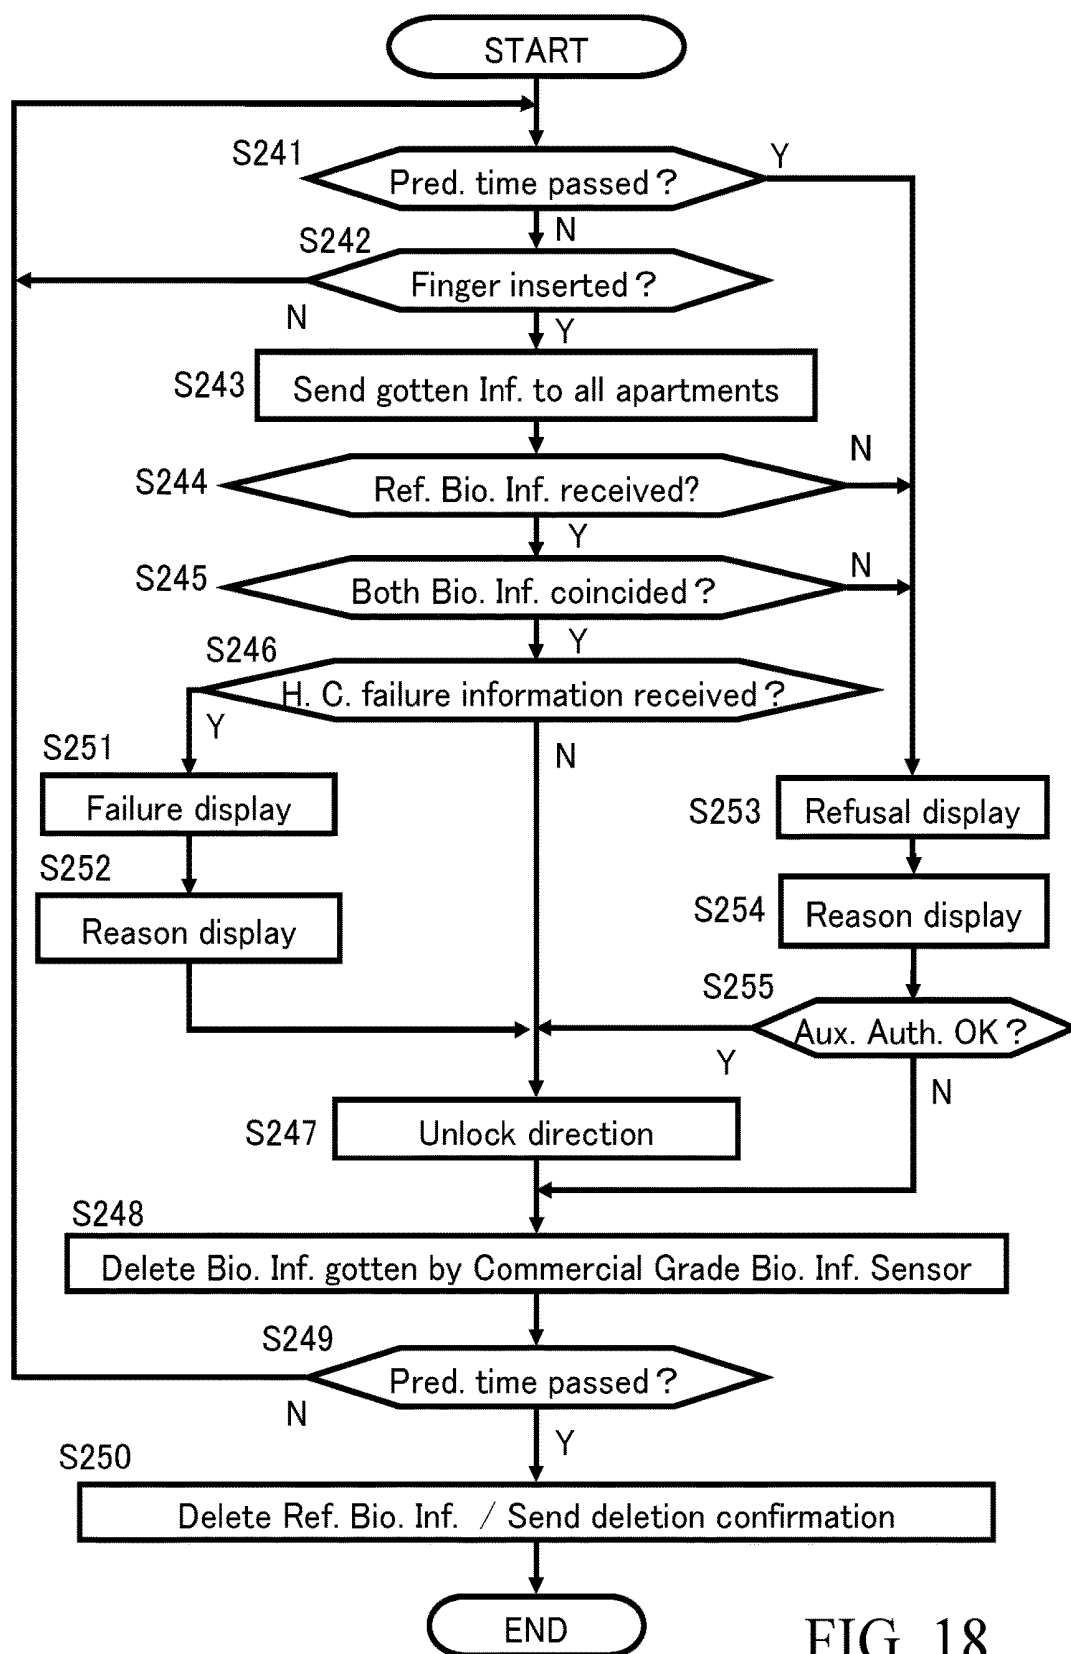 START
S241
Pred. time passed?
Y
N
S242
Finger inserted?
N
Y
S243
Send gotten Inf. to all apartments
S244
Ref. Bio. Inf. received?
N
Y
S245
Both Bio. Inf. coincided?
N
Y
S246
H. C. failure information received?
Y
N
S251
Failure display
S252
Reason display
S253
Refusal display
S254
Reason display
S255
Aux. Auth. OK?
Y
N
S247
Unlock direction
S248
Delete Bio. Inf. gotten by Commercial Grade Bio. Inf. Sensor
S249
Pred. time passed?
N
Y
S250
Delete Ref. Bio. Inf. / Send deletion confirmation
END
FIG. 18